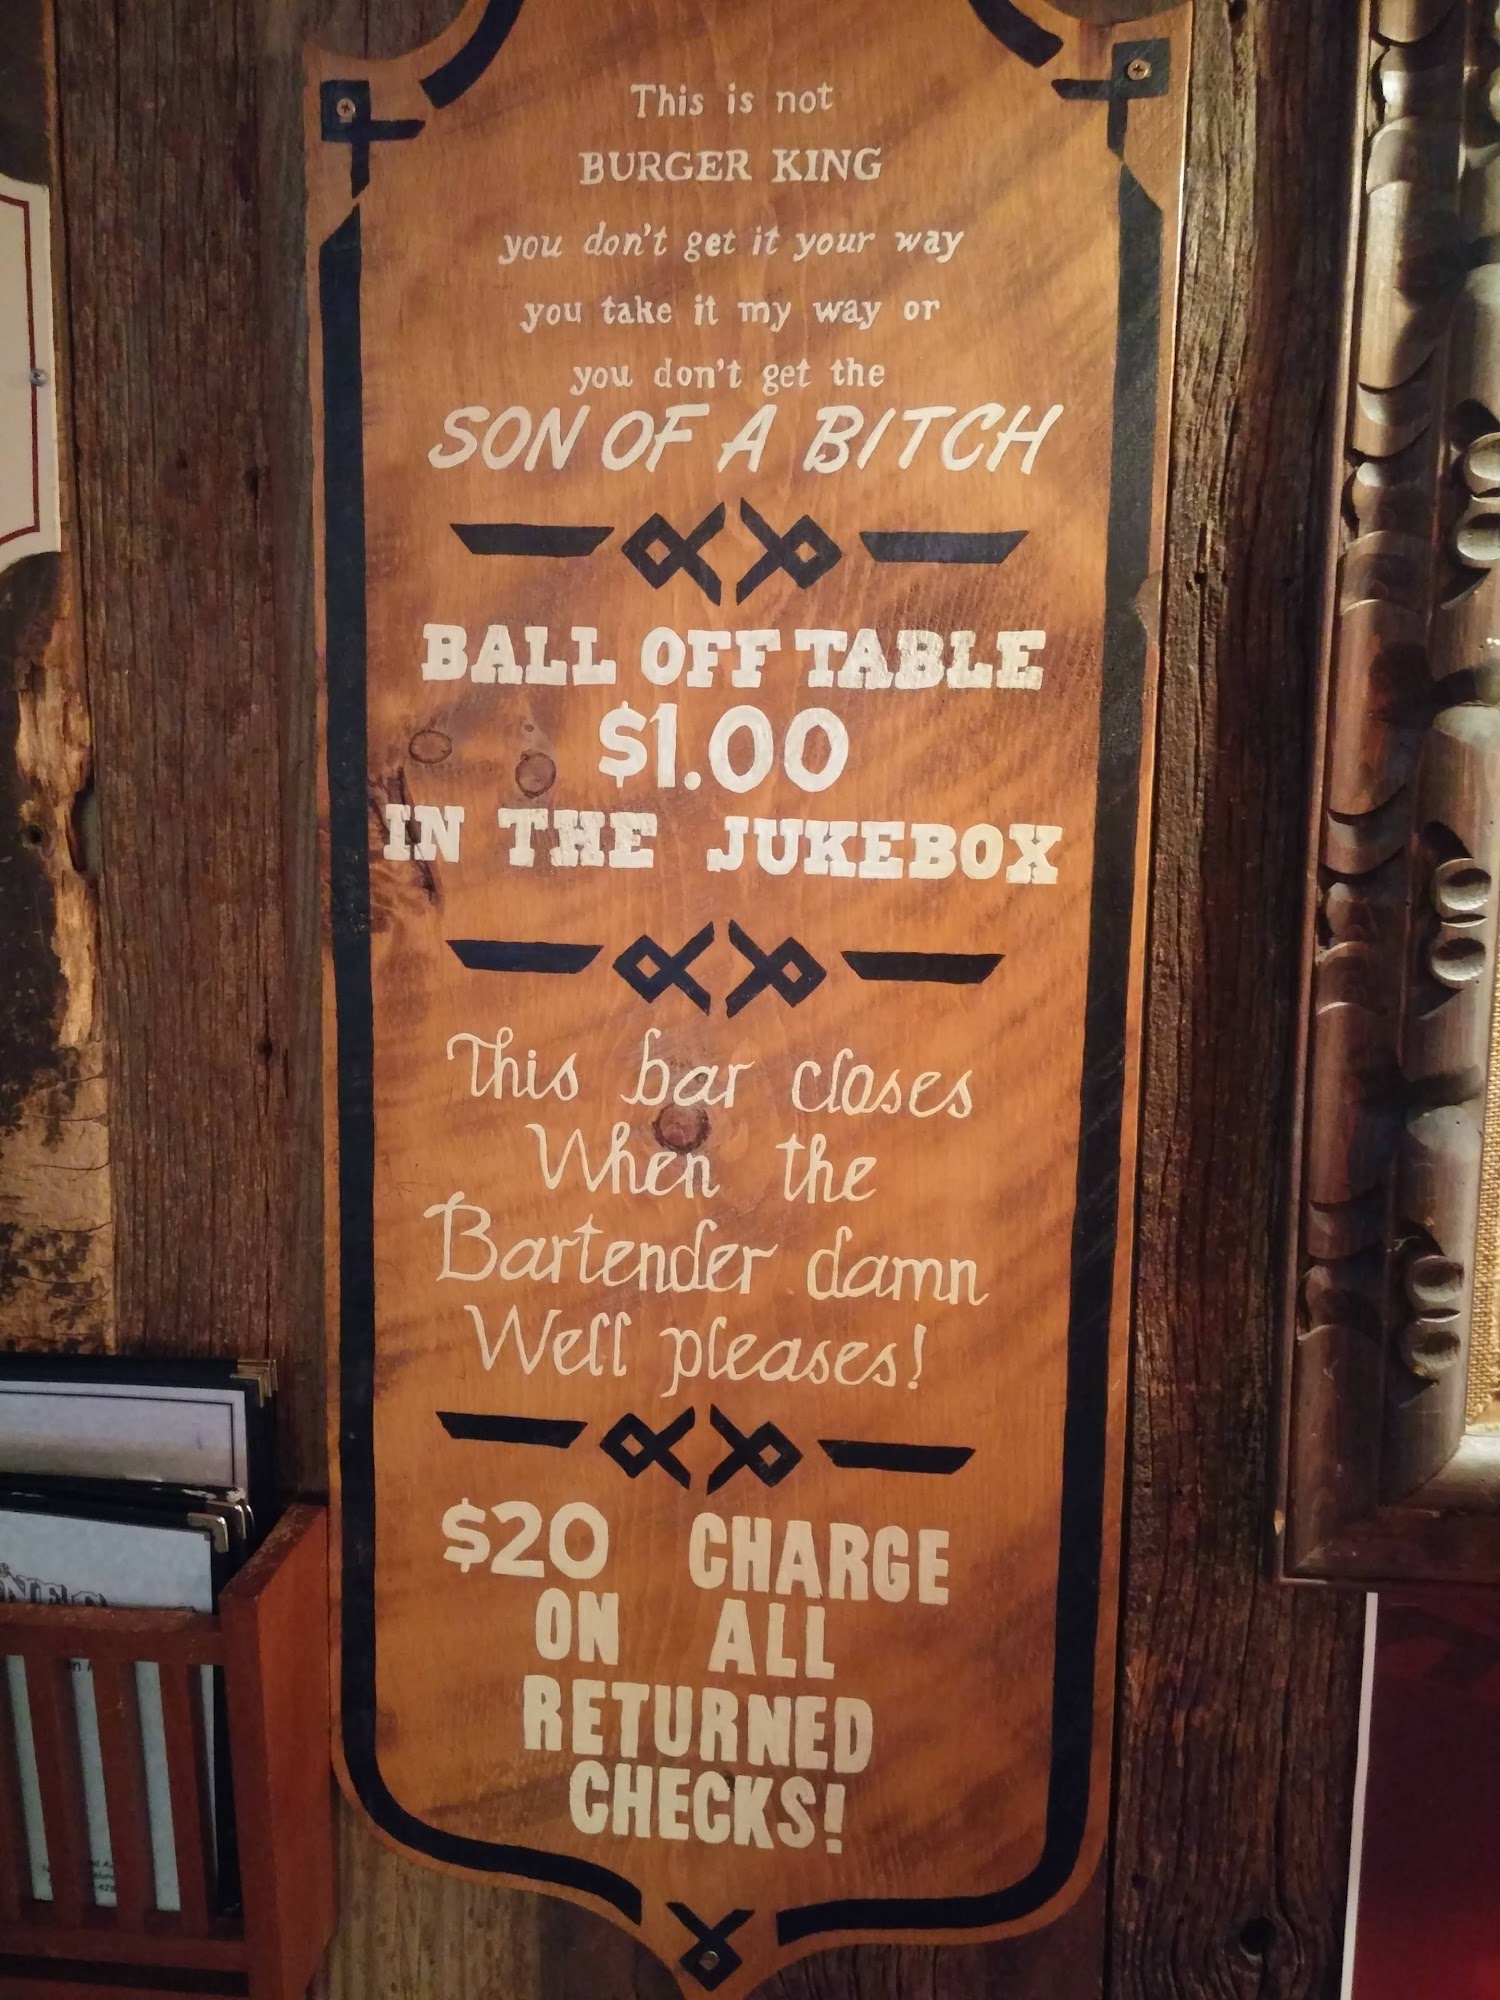 This is not
BURGER KING
you don't get it your way
you take it my way or
you don't get the
SON OF A BITCH
BALL OFF TABLE
$1.00
IN THE JUKEBOX
This bar closes
When the
Bartender damn
Well pleases!
$20 CHARGE
ON ALL
RETURNED
CHECKS!